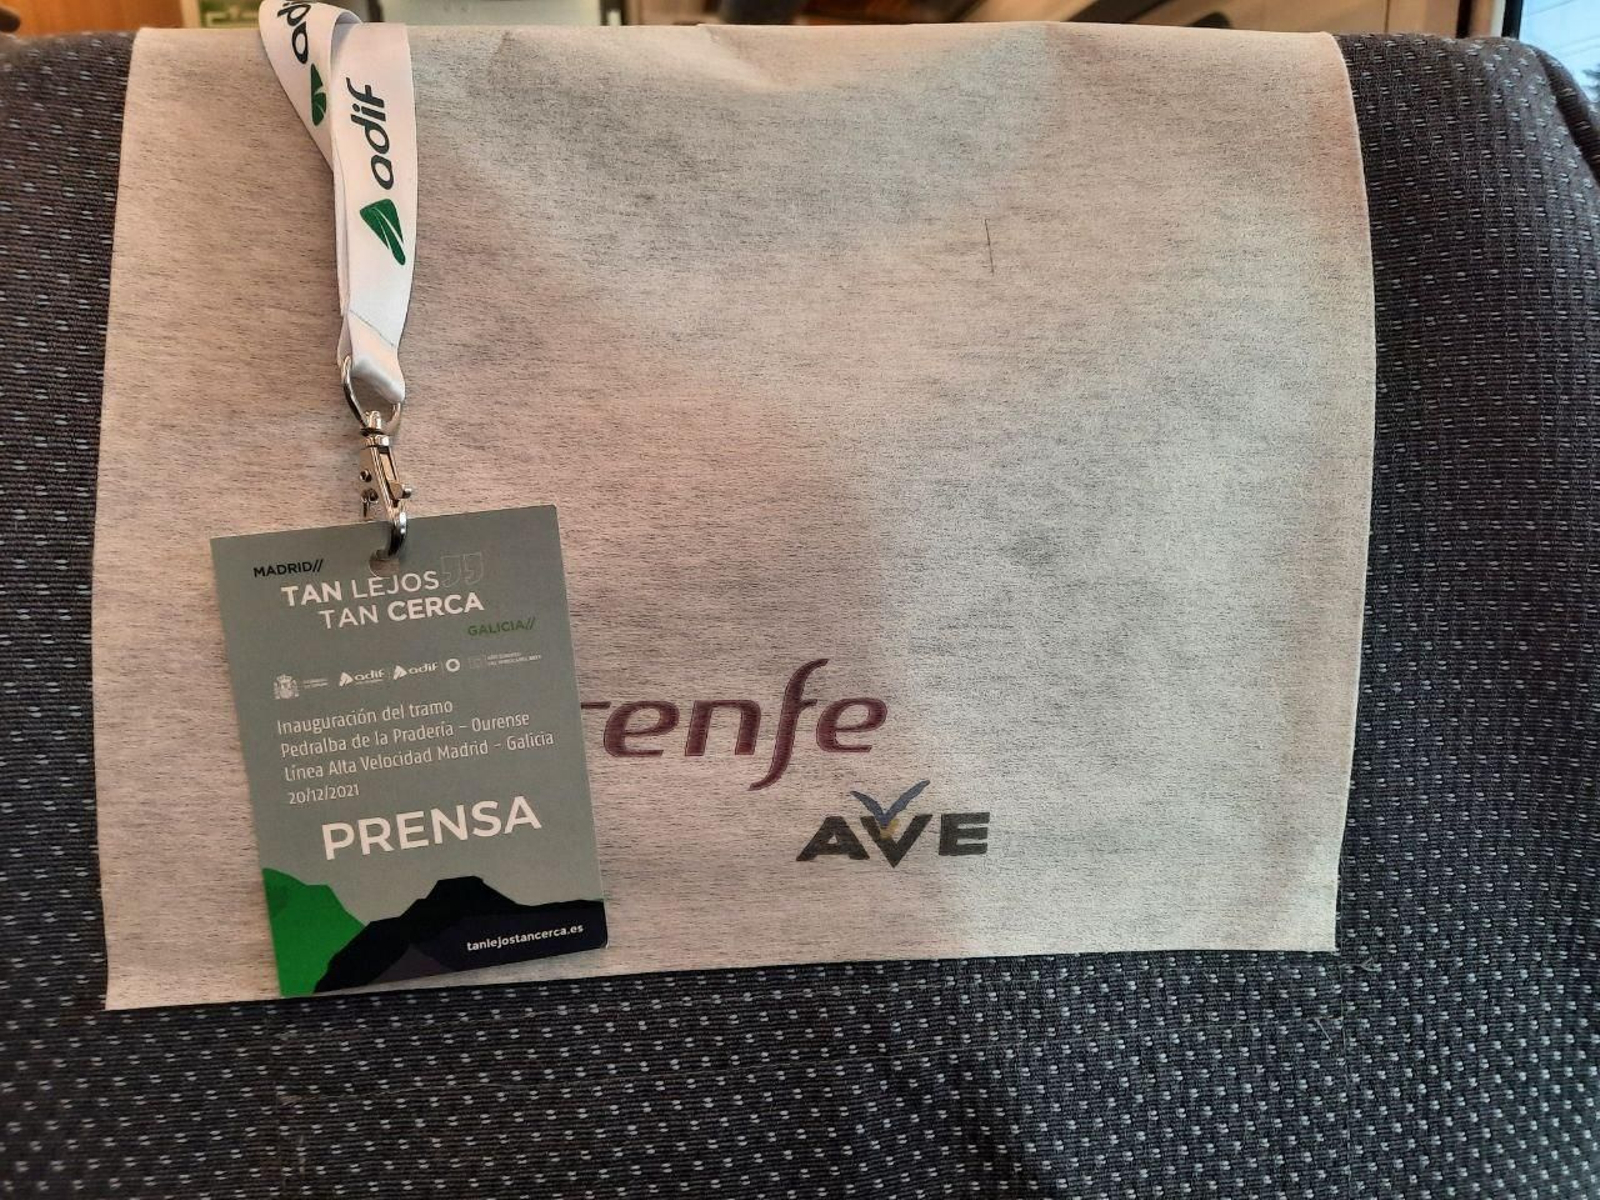 adif
adif
MADRID//
TAN LEJOS
TAN CERCA
GALICIA//
adif
adif
Inauguración del tramo
Pedralba de la Pradería – Ourense
Línea Alta Velocidad Madrid – Galicia
20/12/2021
PRENSA
tanlejostancerca.es
renfe
AVE